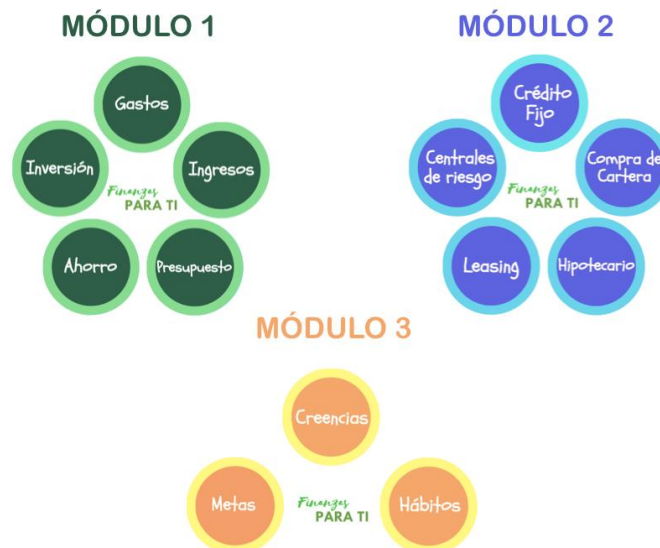 MÓDULO 1
Gastos
Ingresos
Presupuesto
Ahorro
Inversión
Finanzas
PARA TI
MÓDULO 2
Crédito
Fijo
Compra de
Cartera
Hipotecario
Leasing
Centrales
de riesgo
Finanzas
PARA TI
MÓDULO 3
Creencias
Hábitos
Metas
Finanzas
PARA TI